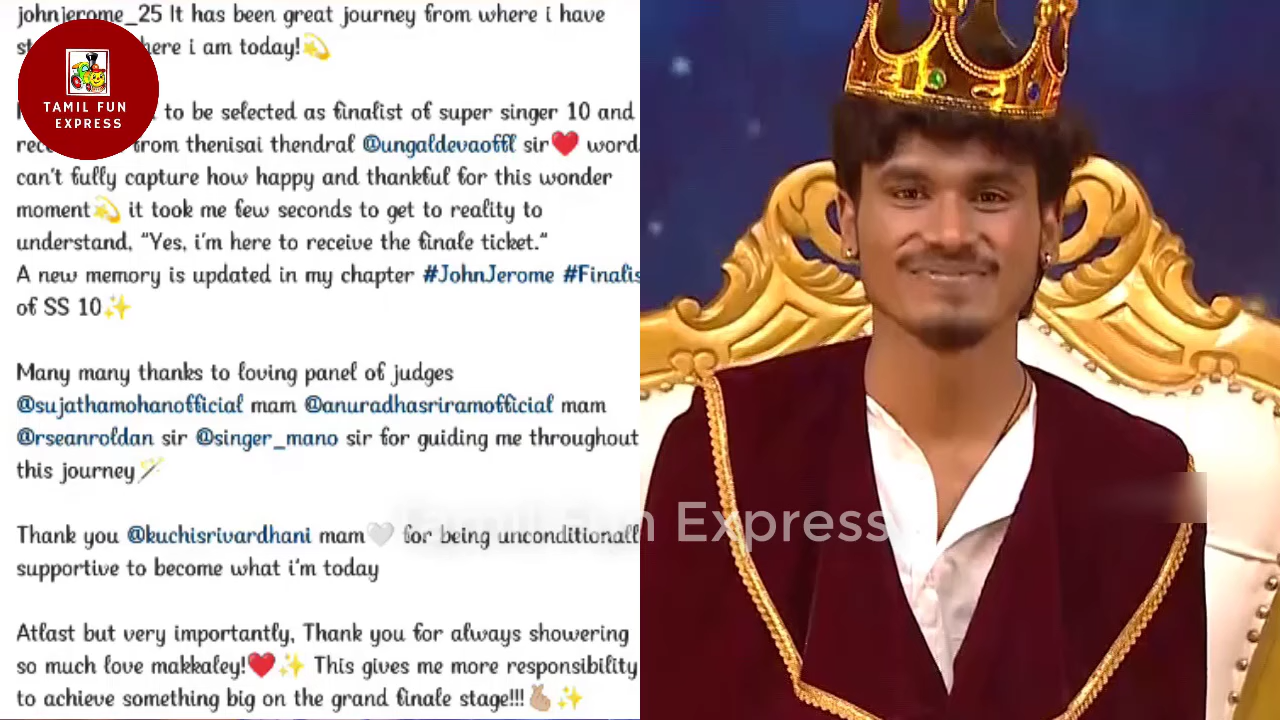 johnjerome_25 It has been great journey from where i have
here i am today!💫
TAMIL FUN
EXPRESS
to be selected as finalist of super singer 10 and
from thenisai thendral @ungaldevaoffl sir❤️ word
can't fully capture how happy and thankful for this wonder
moment💫 it took me few seconds to get to reality to
understand, "Yes, i'm here to receive the finale ticket."
A new memory is updated in my chapter #JohnJerome #Finalis
of SS 10✨
Many many thanks to loving panel of judges
@sujathamohanofficial mam @anuradhasriramofficial mam
@rseanroldan sir @singer_mano sir for guiding me throughout
this journey🪄
Thank you @kuchisrivardhani mam🤍 for being unconditionall
supportive to become what i'm today
Atlast but very importantly, Thank you for always showering
so much love makkaley!❤️✨ This gives me more responsibility
to achieve something big on the grand finale stage!!!🫰🏼✨
Express